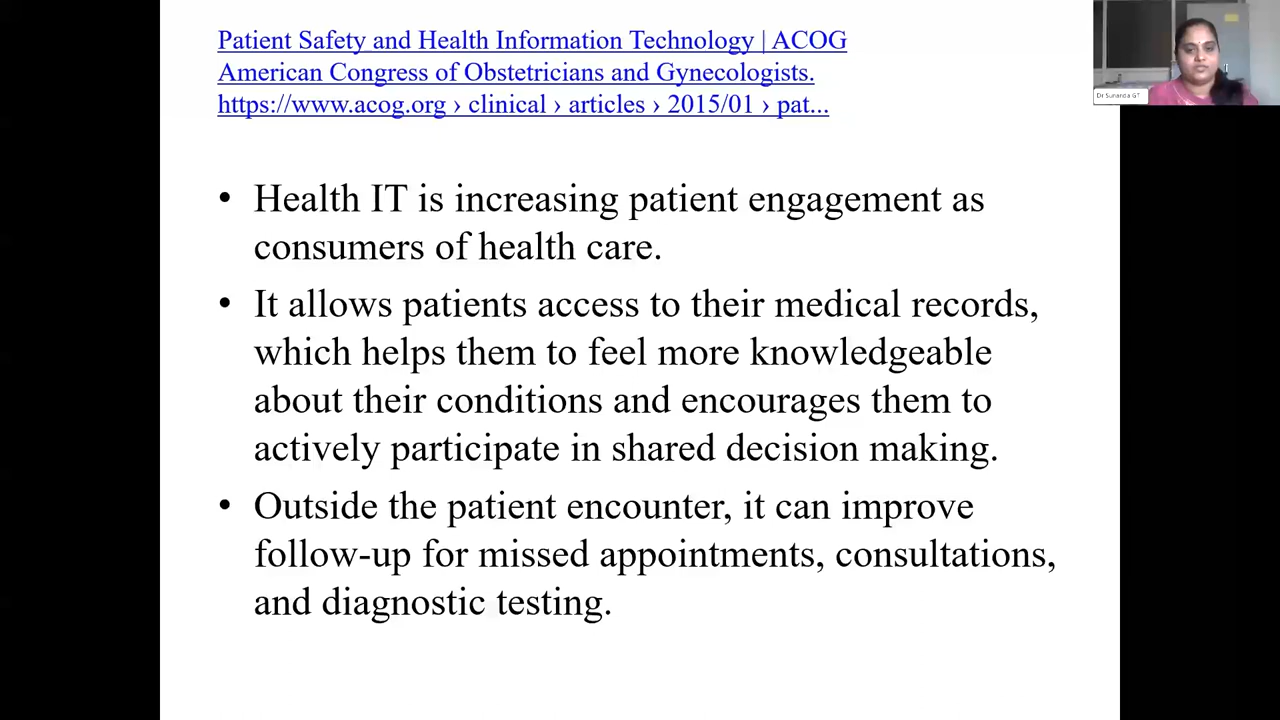 Patient Safety and Health Information Technology | ACOG
American Congress of Obstetricians and Gynecologists.
https://www.acog.org › clinical › articles › 2015/01 › pat...
• Health IT is increasing patient engagement as
consumers of health care.
• It allows patients access to their medical records,
which helps them to feel more knowledgeable
about their conditions and encourages them to
actively participate in shared decision making.
• Outside the patient encounter, it can improve
follow-up for missed appointments, consultations,
and diagnostic testing.
Dr Sunanda GT